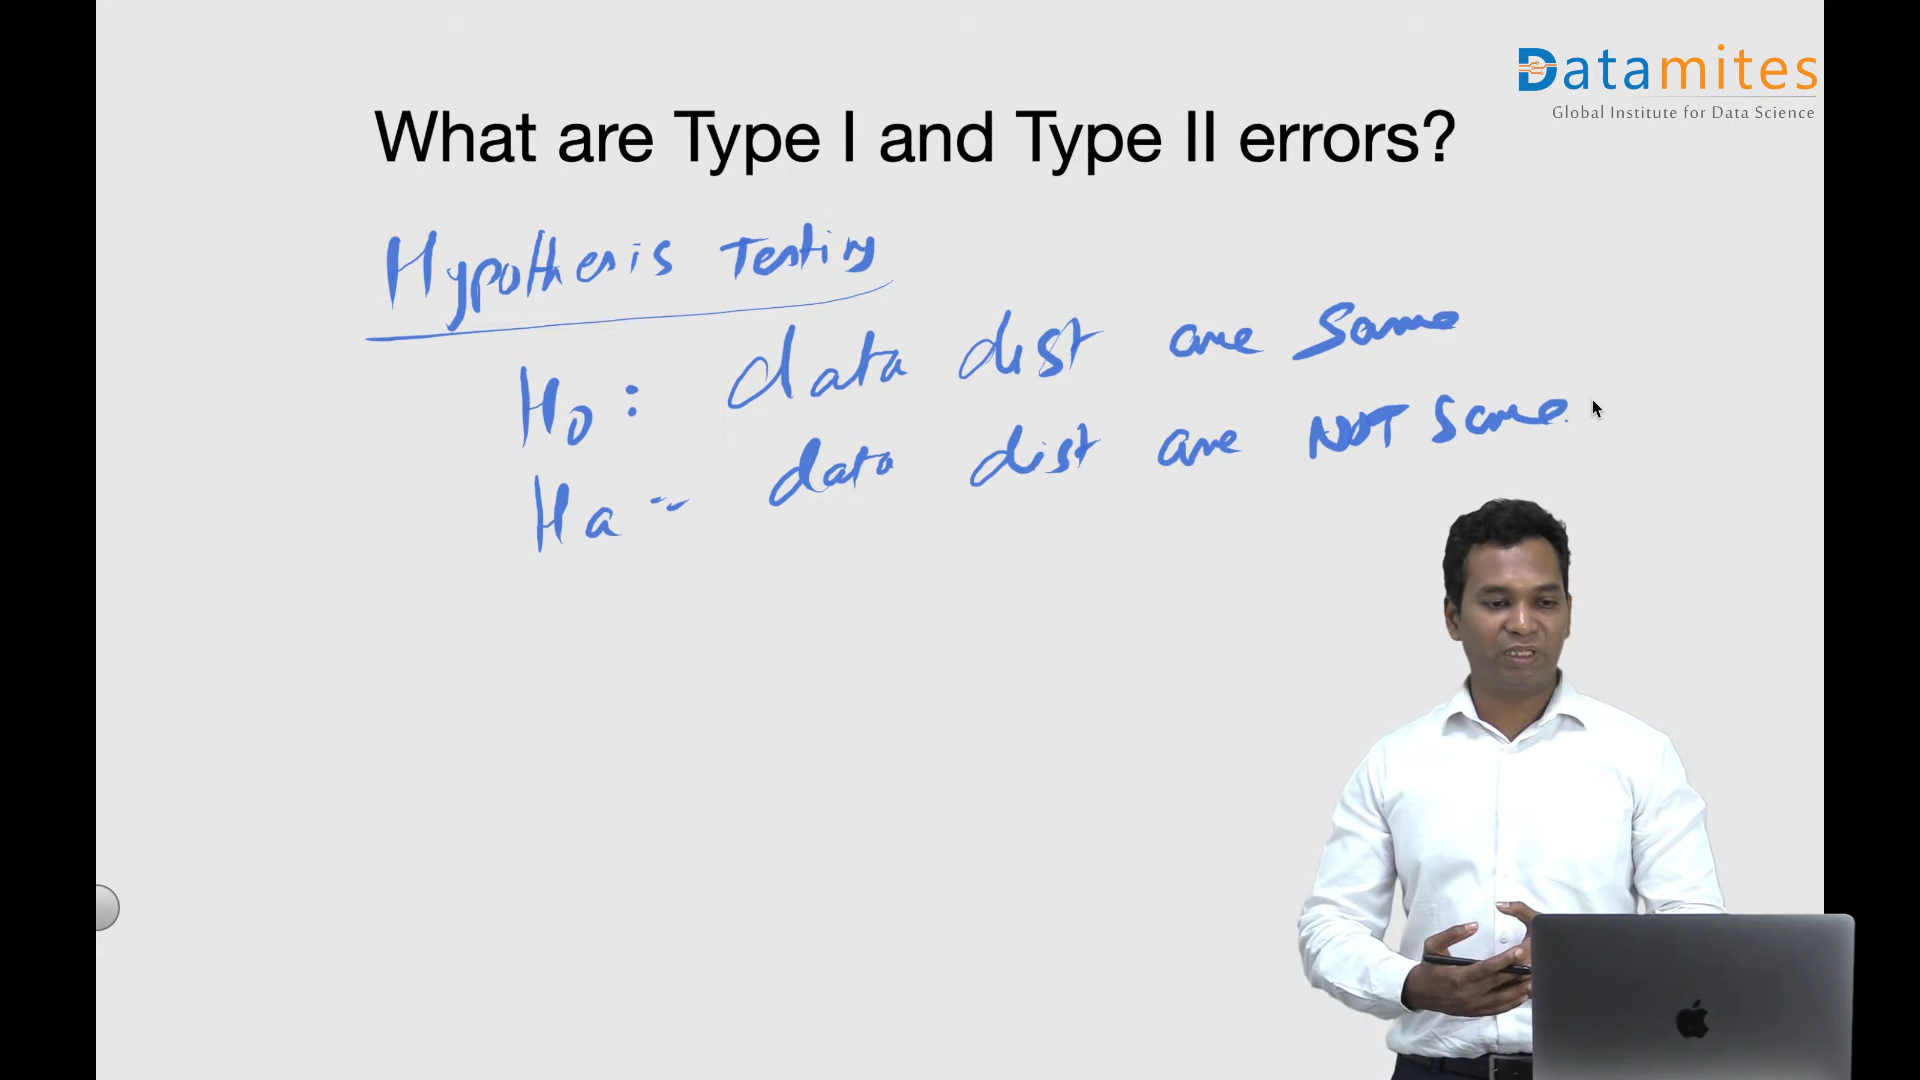 Datamites
Global Institute for Data Science
What are Type I and Type II errors?
Hypothesis Testing
H0 : data dist are same
Ha - data dist are NOT same